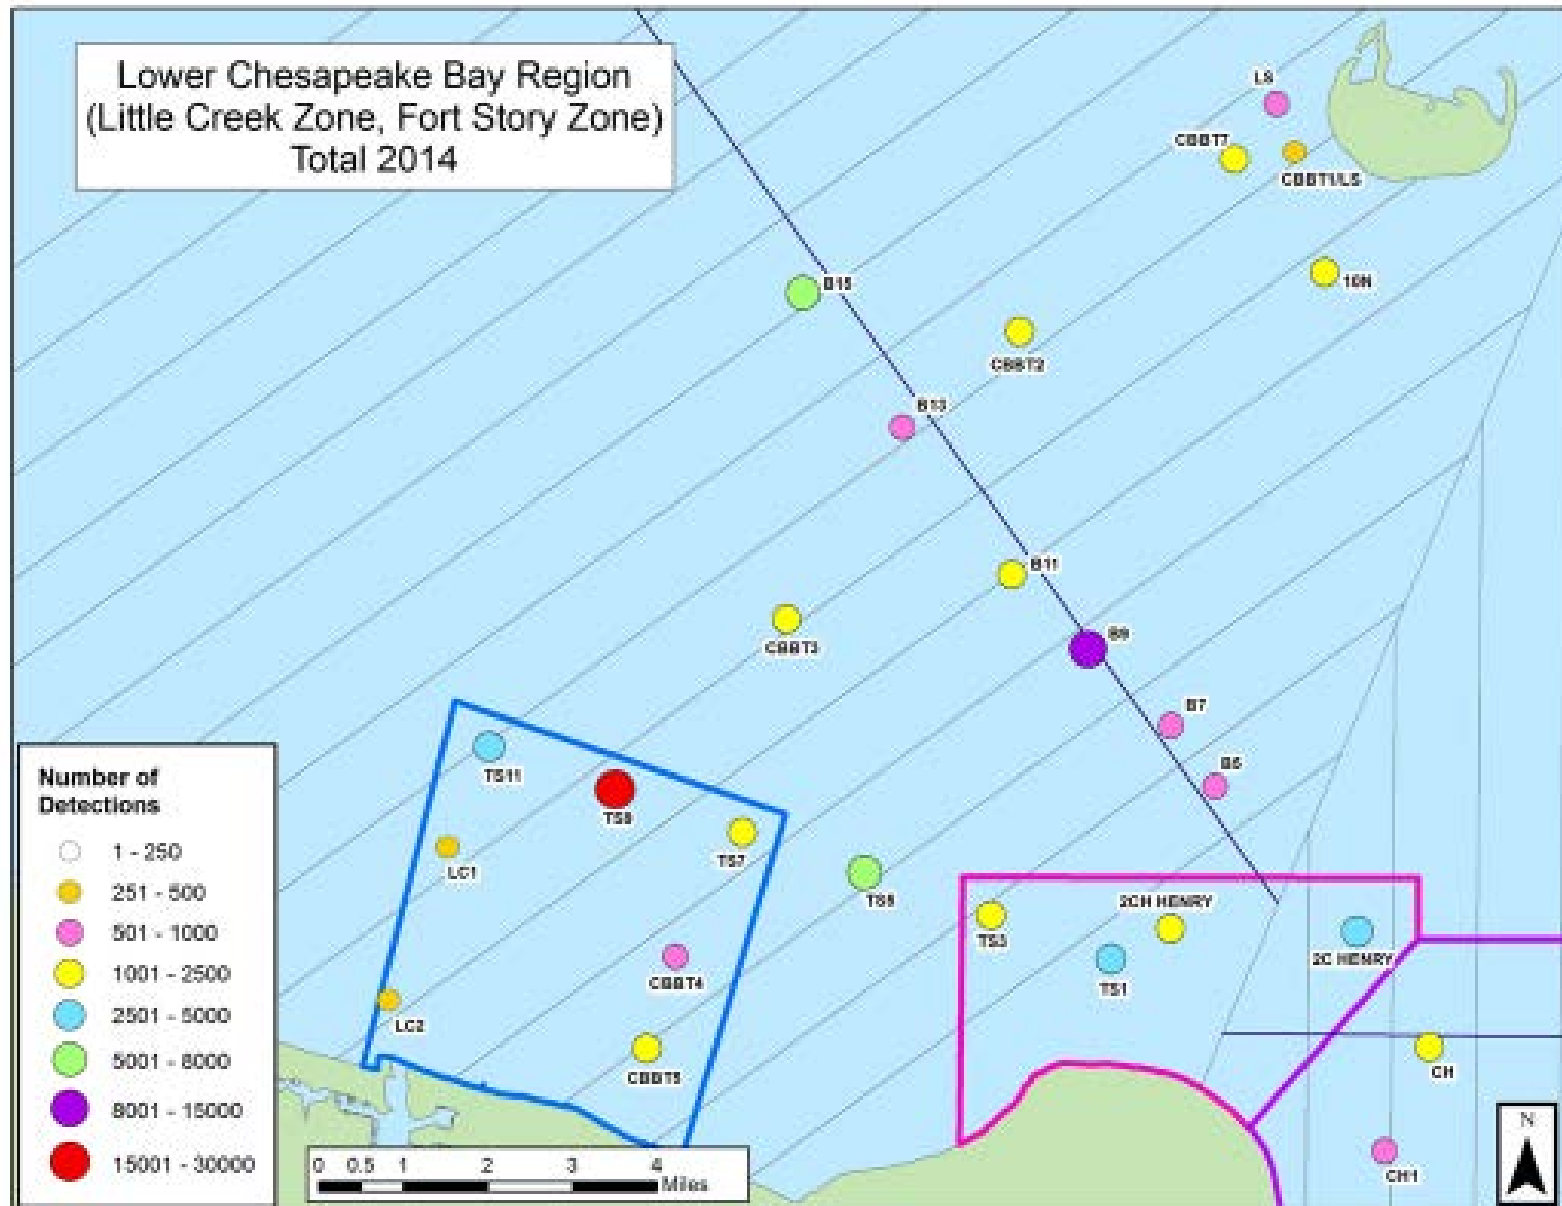 Lower Chesapeake Bay Region
(Little Creek Zone, Fort Story Zone)
Total 2014
LS
CBBT7
CBBT1/LS
10N
B15
CBBT2
B13
B11
CBBT3
B9
B7
B5
TS11
TS9
TS7
LC1
TS5
2CH HENRY
TS3
2C HENRY
TS1
CBBT4
LC2
CH
CBBT5
CH1
Number of
Detections
1 - 250
251 - 500
501 - 1000
1001 - 2500
2501 - 5000
5001 - 8000
8001 - 15000
15001 - 30000
0 0.5 1 2 3 4
Miles
N